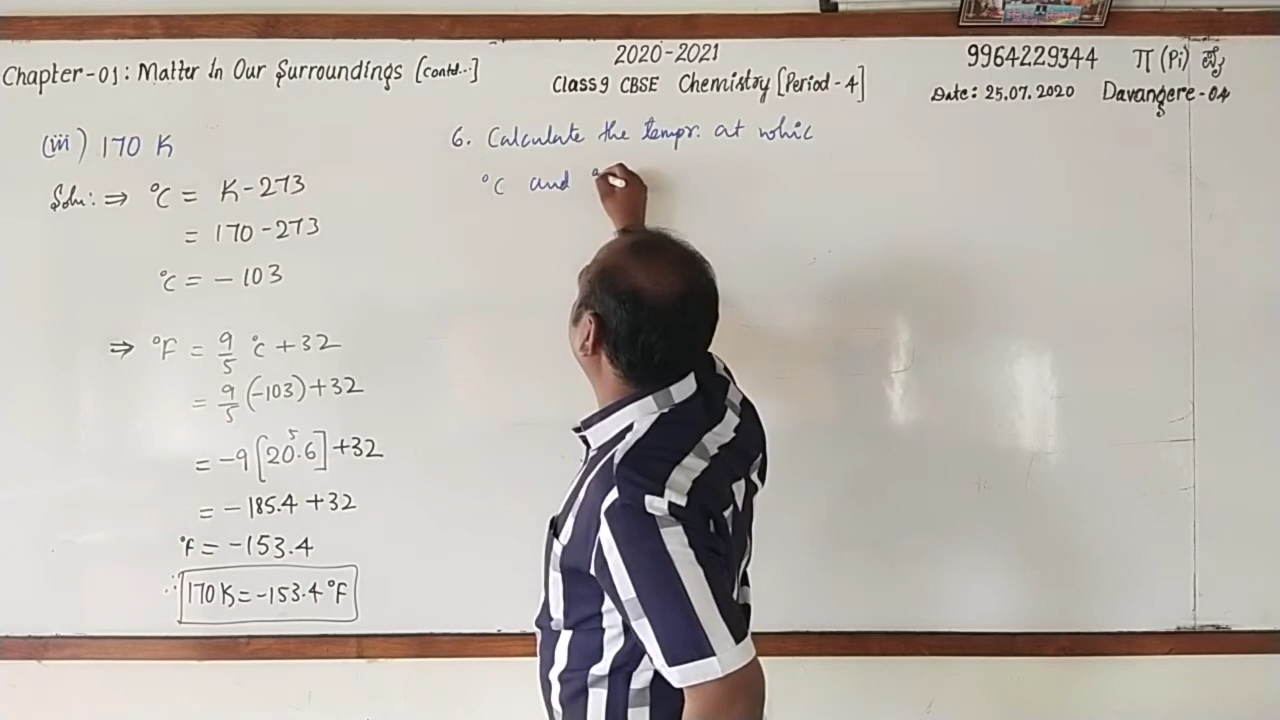 Chapter-01: Matter In Our Surroundings [Contd...]
2020-2021
Class 9 CBSE Chemistry [Period - 4]
9964229344 π (Pi)
Date: 25.07.2020 Davangere-04
(iii) 170 K
Soln: ⇒ °C = K - 273
= 170 - 273
°C = - 103
⇒ °F = 9/5 °C + 32
= 9/5 (-103) + 32
= -9 [20.6] + 32
5
= - 185.4 + 32
°F = -153.4
∴ 170 K = -153.4 °F
6. Calculate the tempr. at whic
°C and °